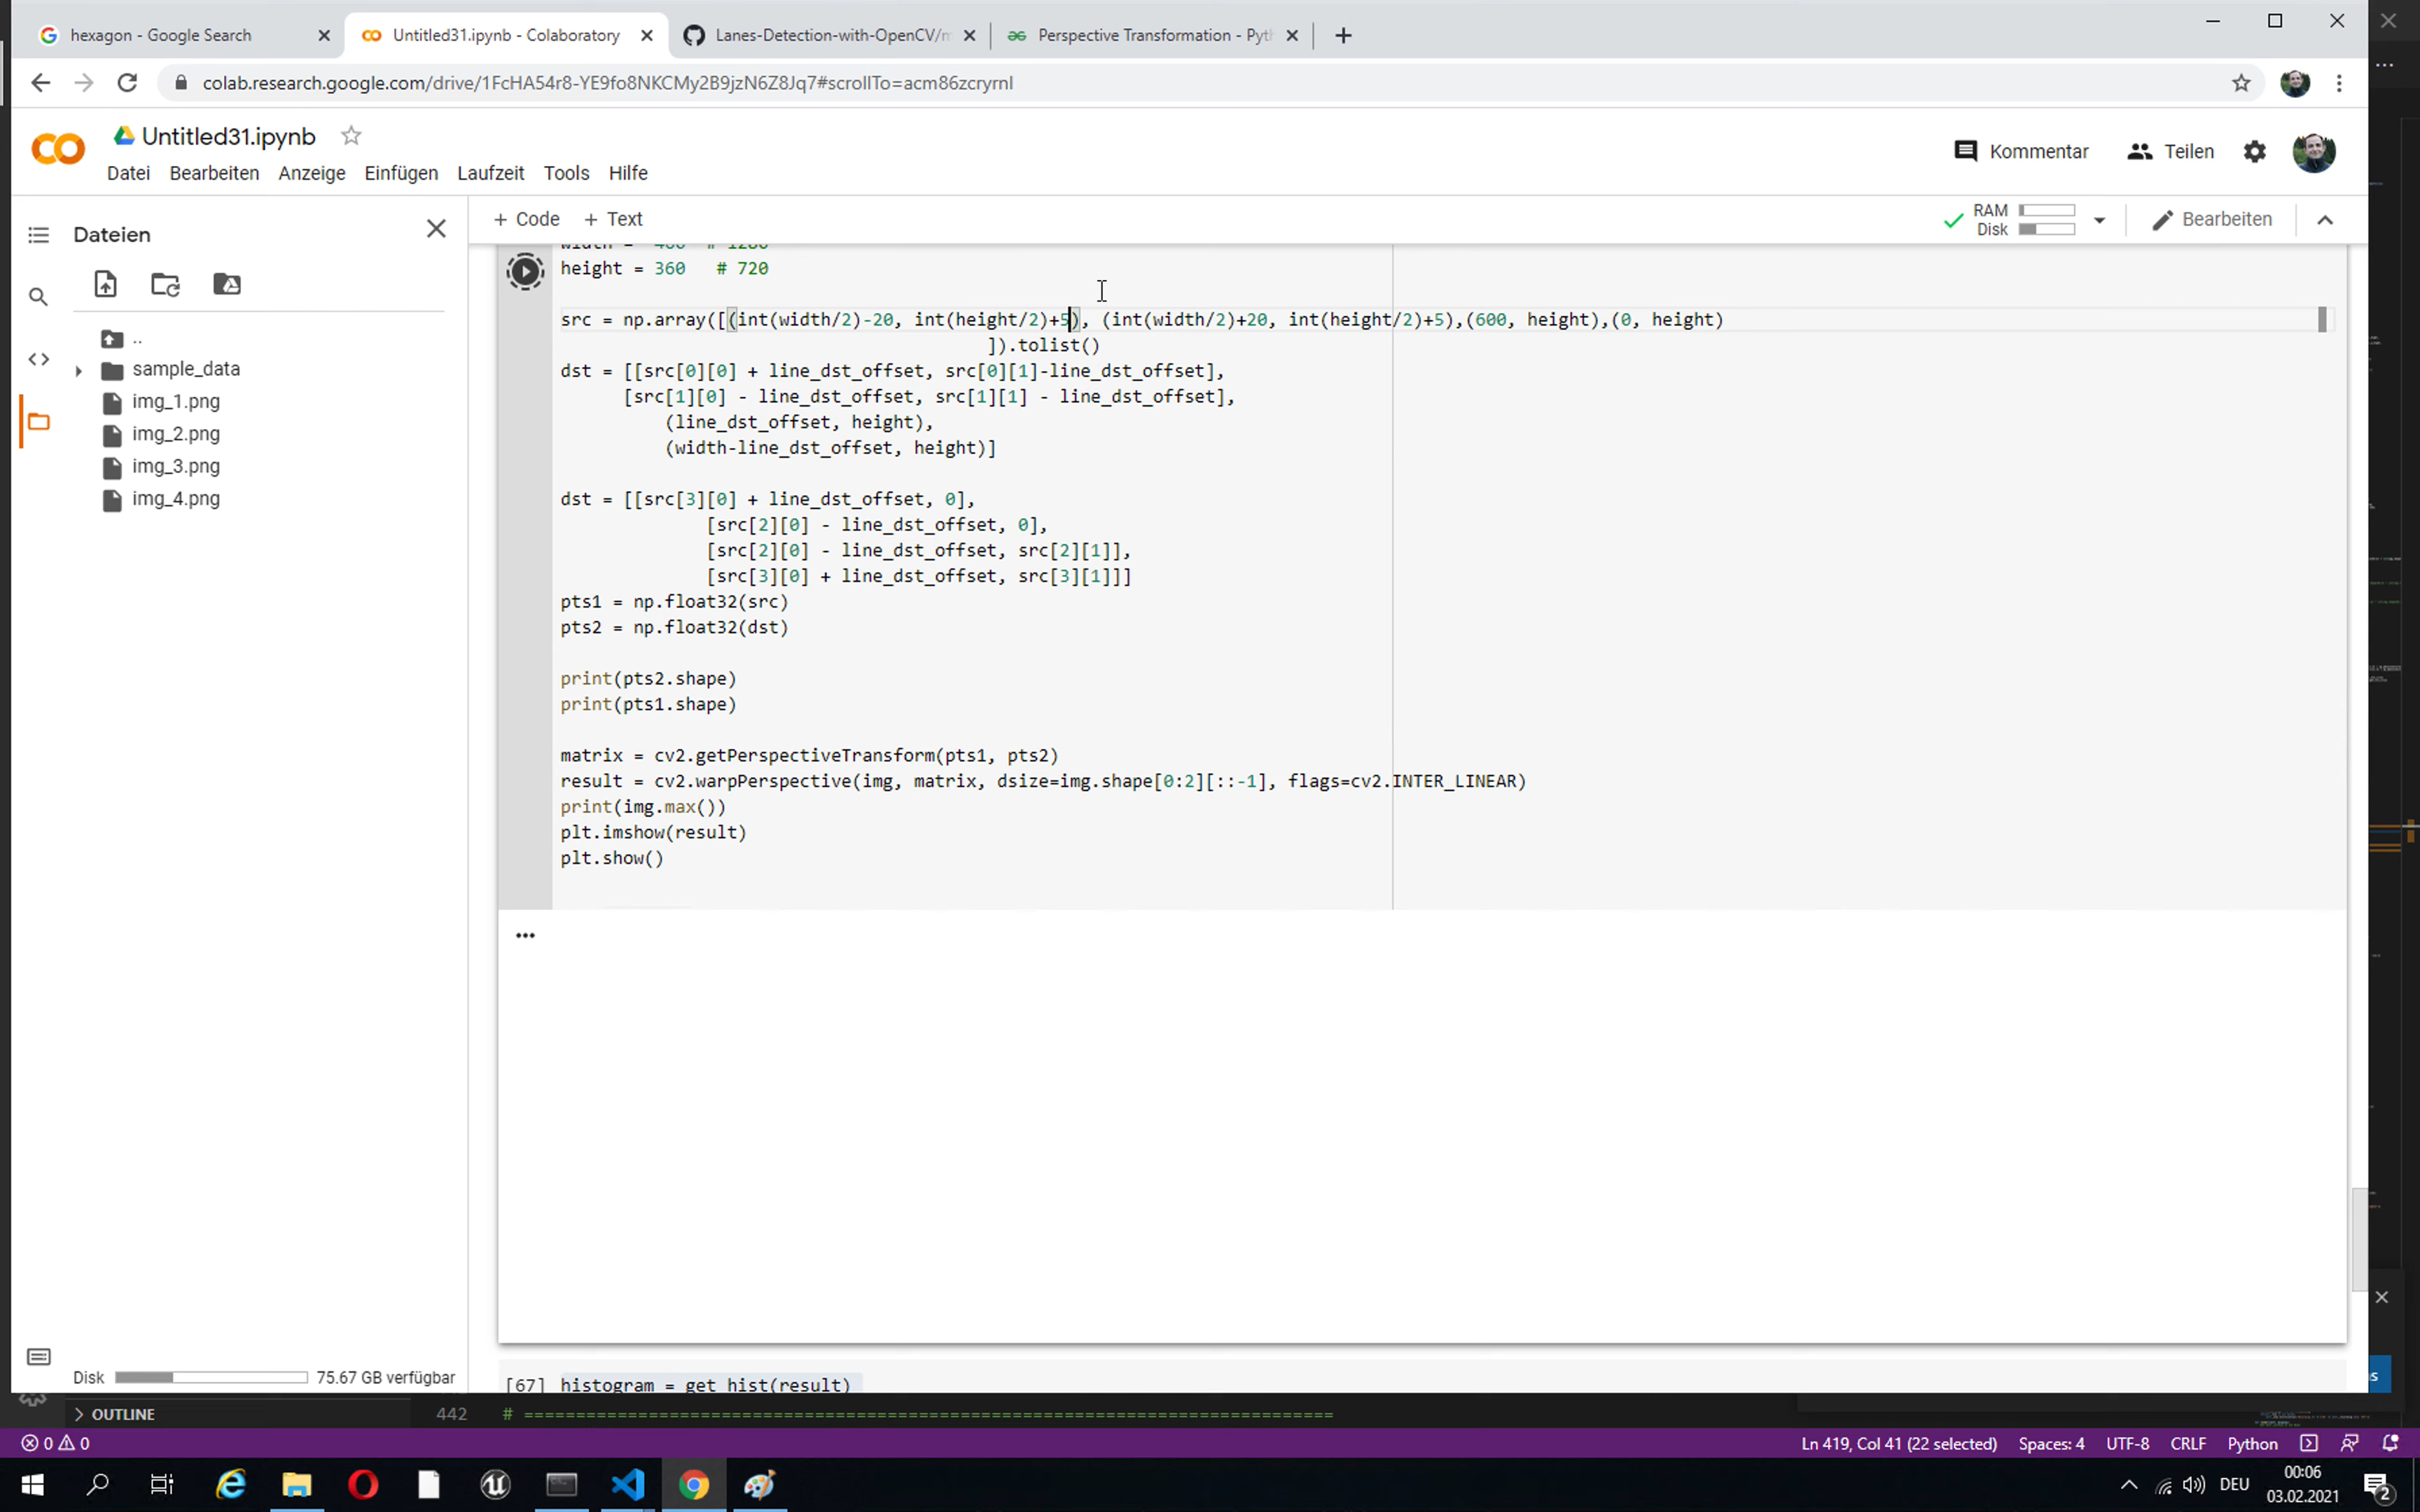 hexagon - Google Search
Untitled31.ipynb - Colaboratory
Lanes-Detection-with-OpenCV/m
Perspective Transformation - Pyth
colab.research.google.com/drive/1FcHA54r8-YE9fo8NKCMy2B9jzN6Z8Jq7#scrollTo=acm86zcryrnI
Untitled31.ipynb
Kommentar
Teilen
Datei Bearbeiten Anzeige Einfügen Laufzeit Tools Hilfe
Dateien
+ Code + Text
RAM
Disk
Bearbeiten
..
sample_data
img_1.png
img_2.png
img_3.png
img_4.png
width = 460 # 1280
height = 360 # 720
src = np.array([(int(width/2)-20, int(height/2)+5), (int(width/2)+20, int(height/2)+5),(600, height),(0, height)
]).tolist()
dst = [[src[0][0] + line_dst_offset, src[0][1]-line_dst_offset],
[src[1][0] - line_dst_offset, src[1][1] - line_dst_offset],
(line_dst_offset, height),
(width-line_dst_offset, height)]
dst = [[src[3][0] + line_dst_offset, 0],
[src[2][0] - line_dst_offset, 0],
[src[2][0] - line_dst_offset, src[2][1]],
[src[3][0] + line_dst_offset, src[3][1]]]
pts1 = np.float32(src)
pts2 = np.float32(dst)
print(pts2.shape)
print(pts1.shape)
matrix = cv2.getPerspectiveTransform(pts1, pts2)
result = cv2.warpPerspective(img, matrix, dsize=img.shape[0:2][::-1], flags=cv2.INTER_LINEAR)
print(img.max())
plt.imshow(result)
plt.show()
[67] histogram = get_hist(result)
Disk 75.67 GB verfügbar
OUTLINE
442 # ==============================================================================
0 0
Ln 419, Col 41 (22 selected) Spaces: 4 UTF-8 CRLF Python
DEU
00:06
03.02.2021
2